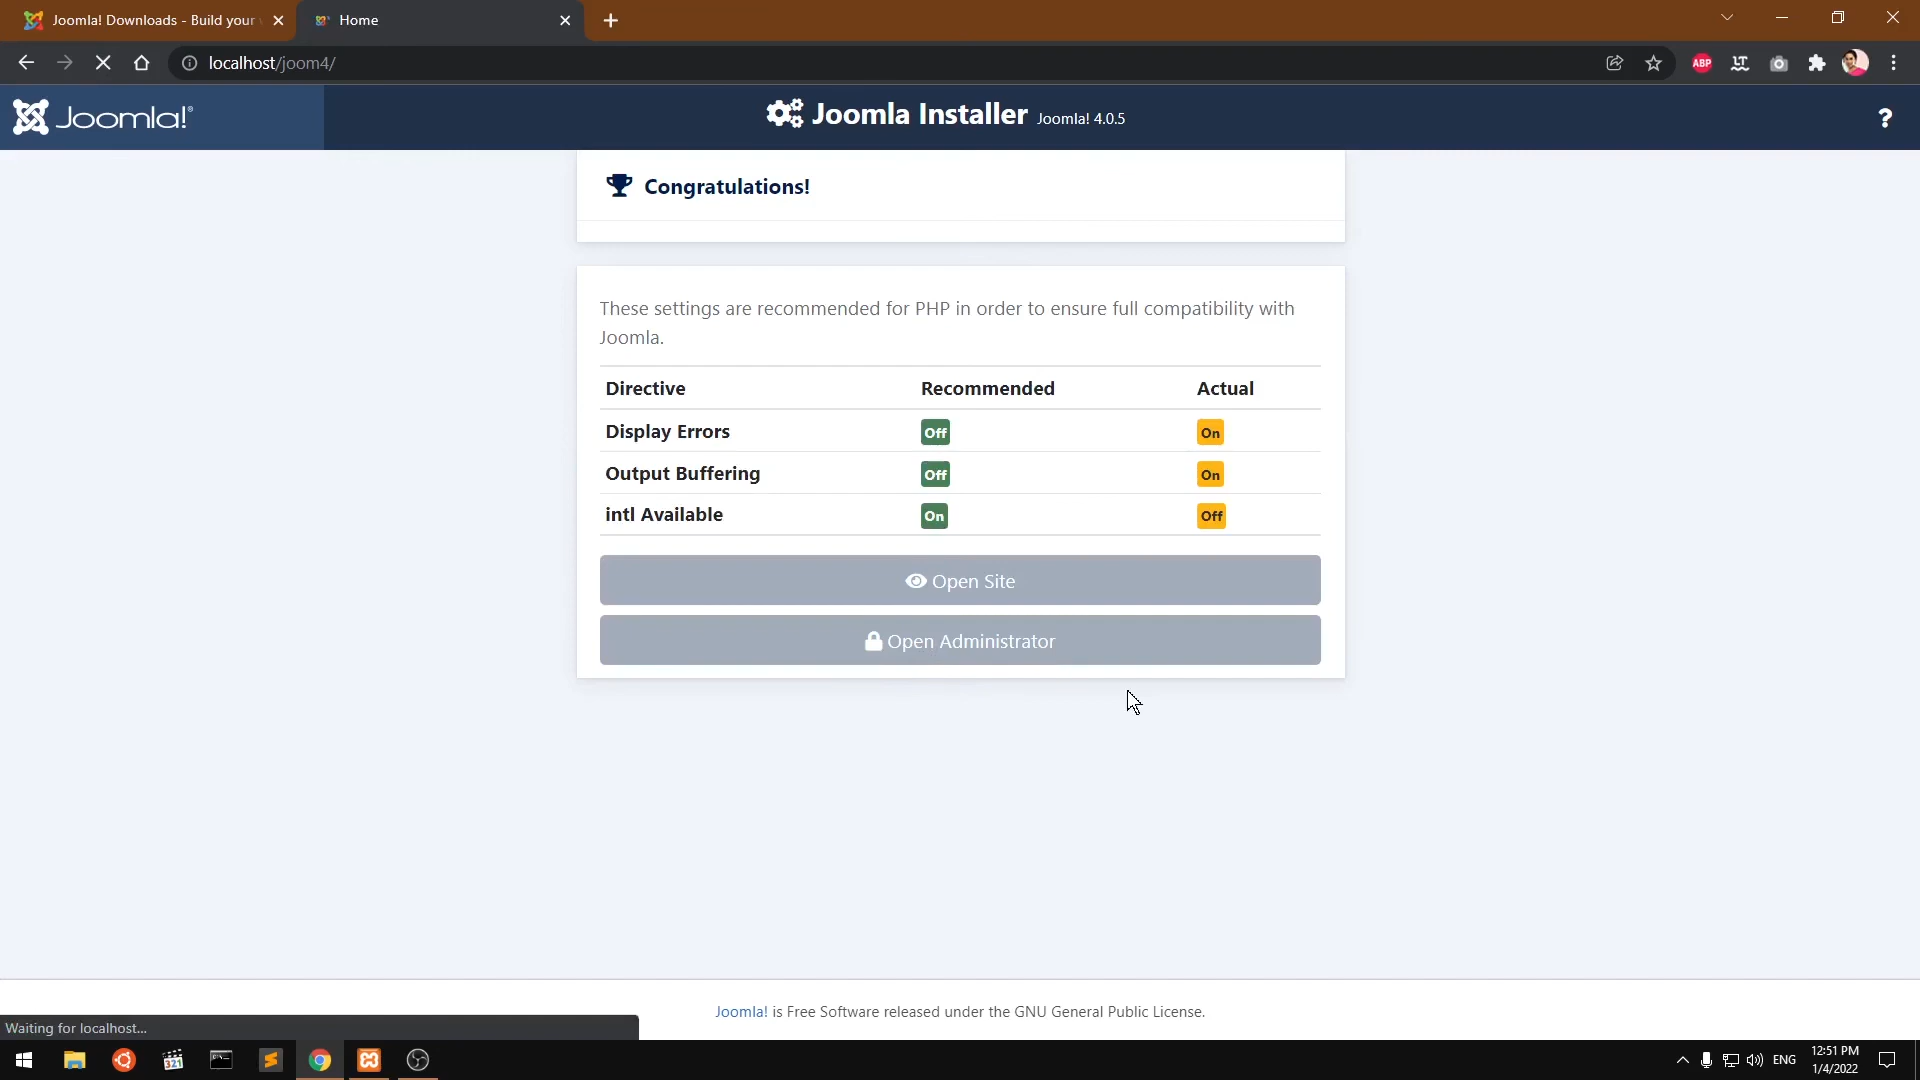 Joomla! Downloads - Build your
Home
localhost/joom4/
ABP
Joomla!®
Joomla Installer Joomla! 4.0.5
?
Congratulations!
These settings are recommended for PHP in order to ensure full compatibility with
Joomla.
Directive Recommended Actual
Display Errors Off On
Output Buffering Off On
intl Available On Off
Open Site
Open Administrator
Joomla! is Free Software released under the GNU General Public License.
Waiting for localhost...
321
ENG
12:51 PM
1/4/2022